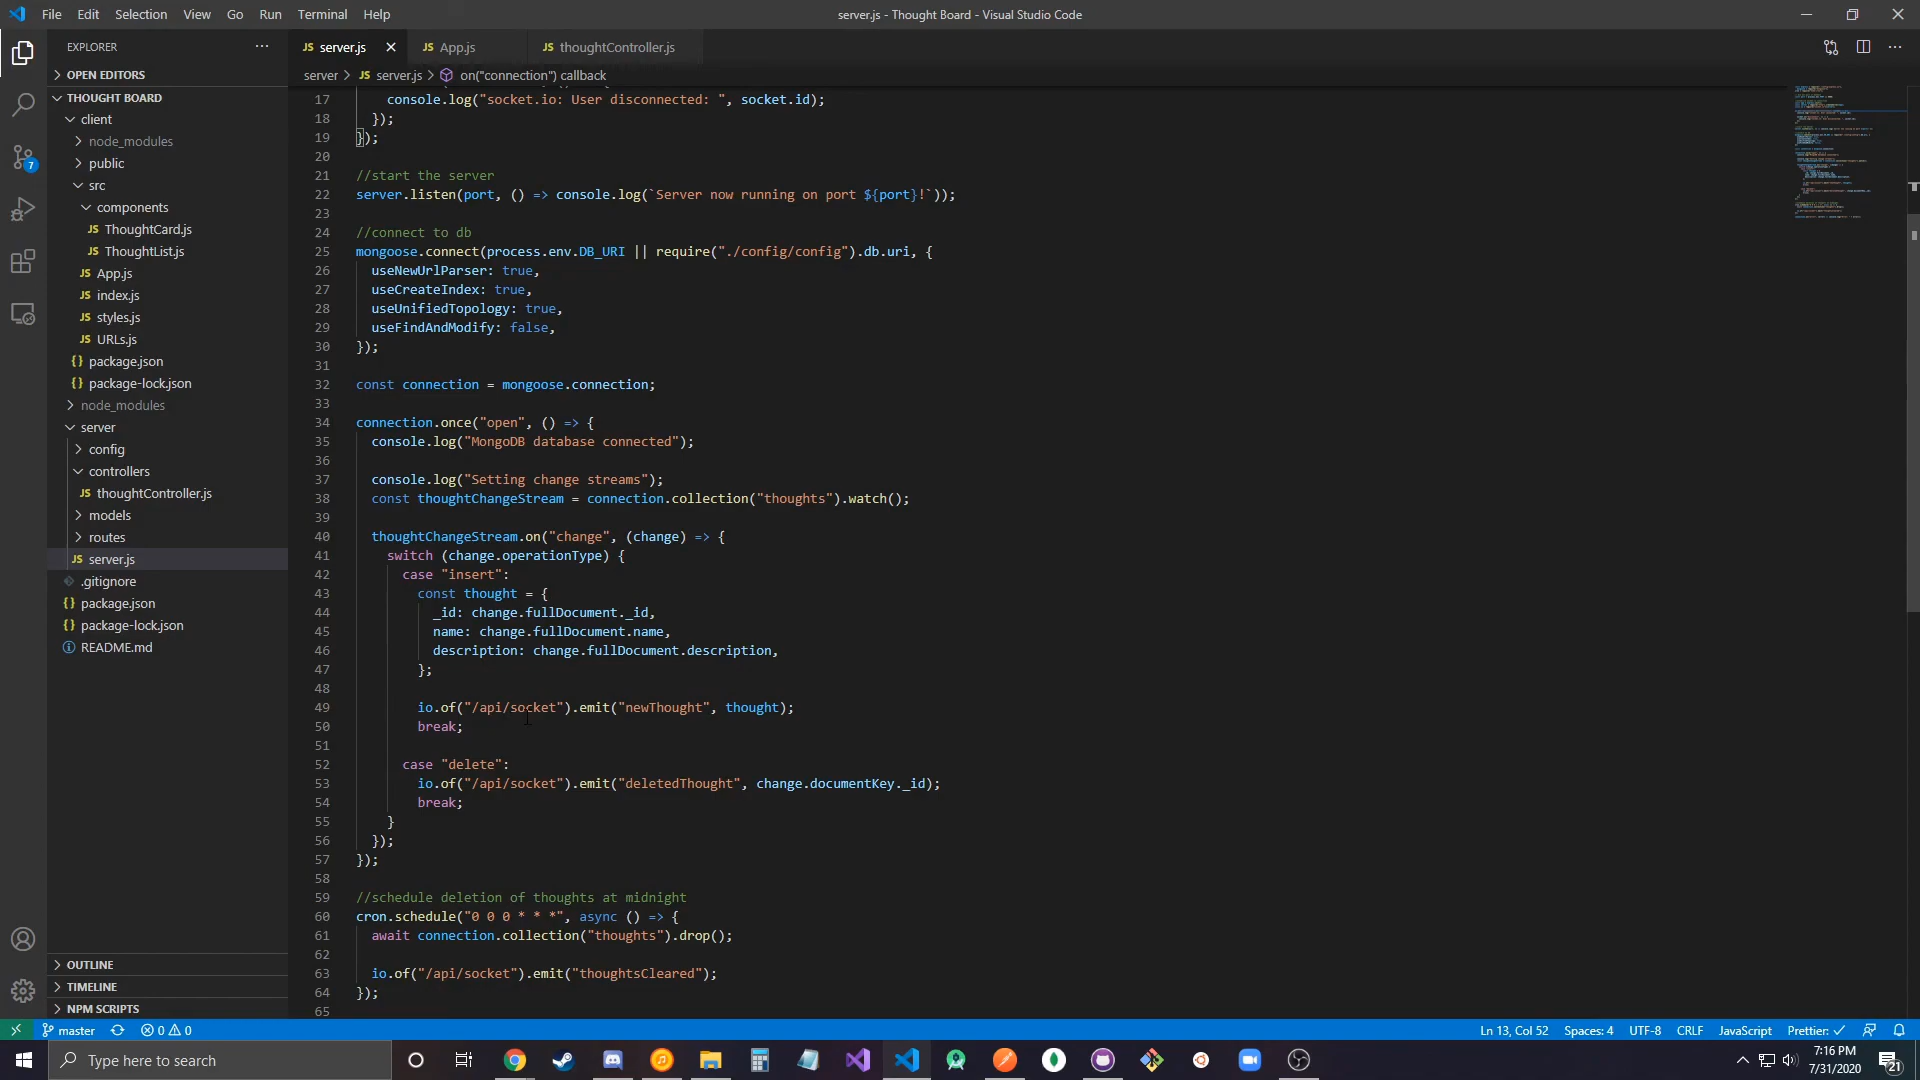 File Edit Selection View Go Run Terminal Help
server.js - Thought Board - Visual Studio Code
EXPLORER
OPEN EDITORS
THOUGHT BOARD
client
node_modules
public
src
components
JS ThoughtCard.js
JS ThoughtList.js
JS App.js
JS index.js
JS styles.js
JS URLs.js
{} package.json
{} package-lock.json
node_modules
server
config
controllers
JS thoughtController.js
models
routes
JS server.js
.gitignore
{} package.json
{} package-lock.json
README.md
OUTLINE
TIMELINE
NPM SCRIPTS
7
JS server.js
JS App.js
JS thoughtController.js
server > JS server.js > on("connection") callback
17 console.log("socket.io: User disconnected: ", socket.id);
18 });
19 });
20
21 //start the server
22 server.listen(port, () => console.log(`Server now running on port ${port}!`));
23
24 //connect to db
25 mongoose.connect(process.env.DB_URI || require("./config/config").db.uri, {
26 useNewUrlParser: true,
27 useCreateIndex: true,
28 useUnifiedTopology: true,
29 useFindAndModify: false,
30 });
31
32 const connection = mongoose.connection;
33
34 connection.once("open", () => {
35 console.log("MongoDB database connected");
36
37 console.log("Setting change streams");
38 const thoughtChangeStream = connection.collection("thoughts").watch();
39
40 thoughtChangeStream.on("change", (change) => {
41 switch (change.operationType) {
42 case "insert":
43 const thought = {
44 _id: change.fullDocument._id,
45 name: change.fullDocument.name,
46 description: change.fullDocument.description,
47 };
48
49 io.of("/api/socket").emit("newThought", thought);
50 break;
51
52 case "delete":
53 io.of("/api/socket").emit("deletedThought", change.documentKey._id);
54 break;
55 }
56 });
57 });
58
59 //schedule deletion of thoughts at midnight
60 cron.schedule("0 0 0 * * *", async () => {
61 await connection.collection("thoughts").drop();
62
63 io.of("/api/socket").emit("thoughtsCleared");
64 });
65
master 0 0
Ln 13, Col 52 Spaces: 4 UTF-8 CRLF JavaScript Prettier: ✓
Type here to search
7:16 PM
7/31/2020
21